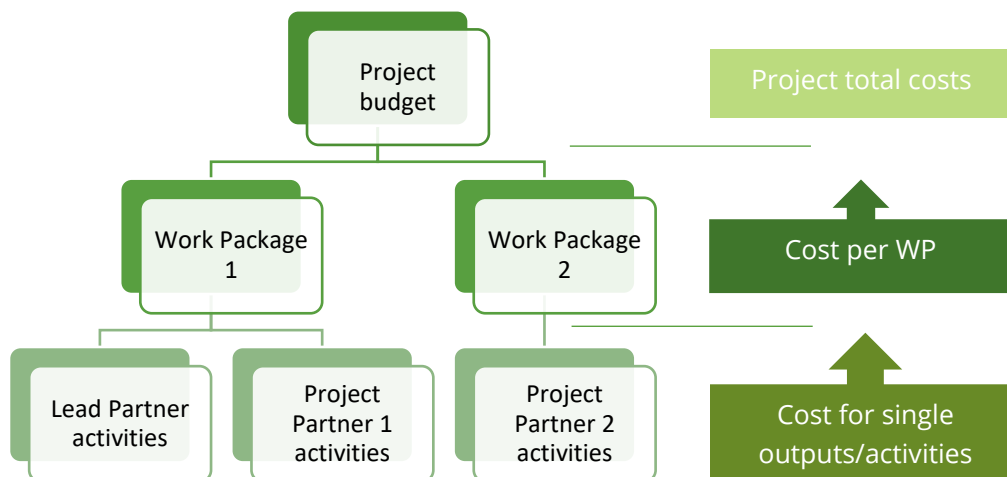 Project
budget
Project total costs
Work Package
1
Work Package
2
Cost per WP
Lead Partner
activities
Project
Partner 1
activities
Project
Partner 2
activities
Cost for single
outputs/activities